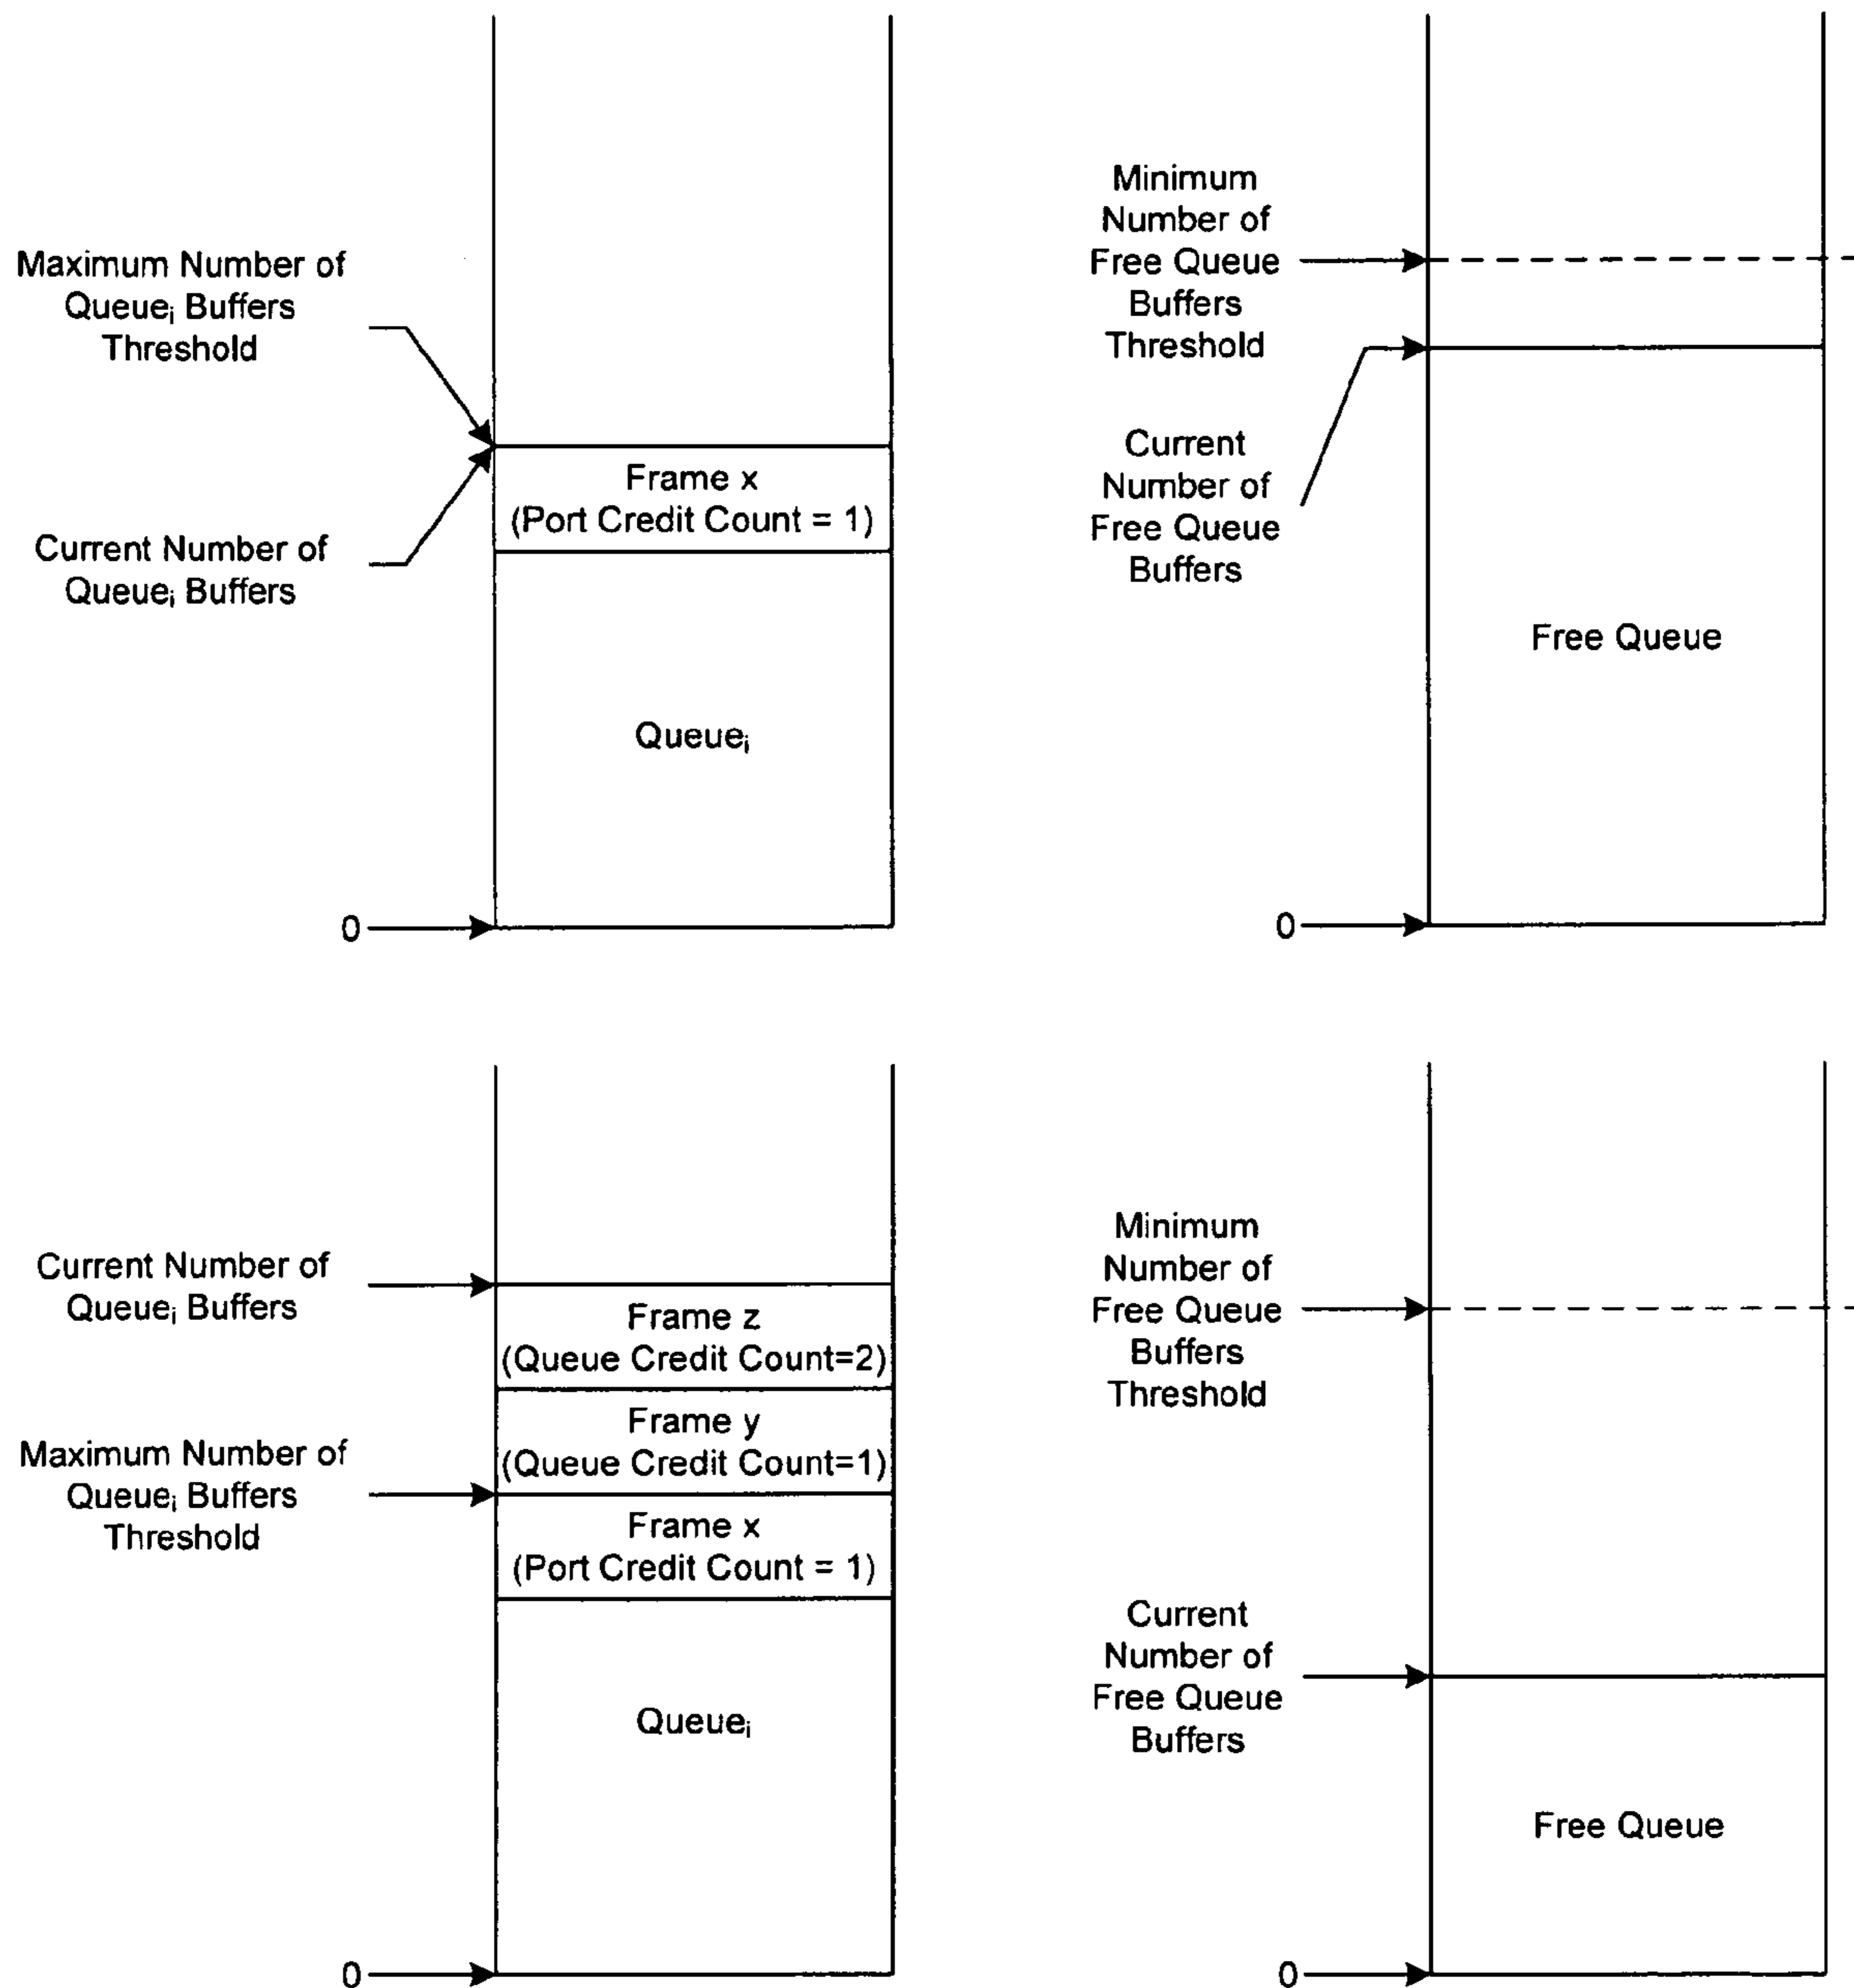 Maximum Number of
Queueᵢ Buffers
Threshold
Current Number of
Queueᵢ Buffers
Frame x
(Port Credit Count = 1)
Queueᵢ
0
Minimum
Number of
Free Queue
Buffers
Threshold
Current
Number of
Free Queue
Buffers
Free Queue
0
Current Number of
Queueᵢ Buffers
Maximum Number of
Queueᵢ Buffers
Threshold
Frame z
(Queue Credit Count=2)
Frame y
(Queue Credit Count=1)
Frame x
(Port Credit Count = 1)
Queueᵢ
0
Minimum
Number of
Free Queue
Buffers
Threshold
Current
Number of
Free Queue
Buffers
Free Queue
0